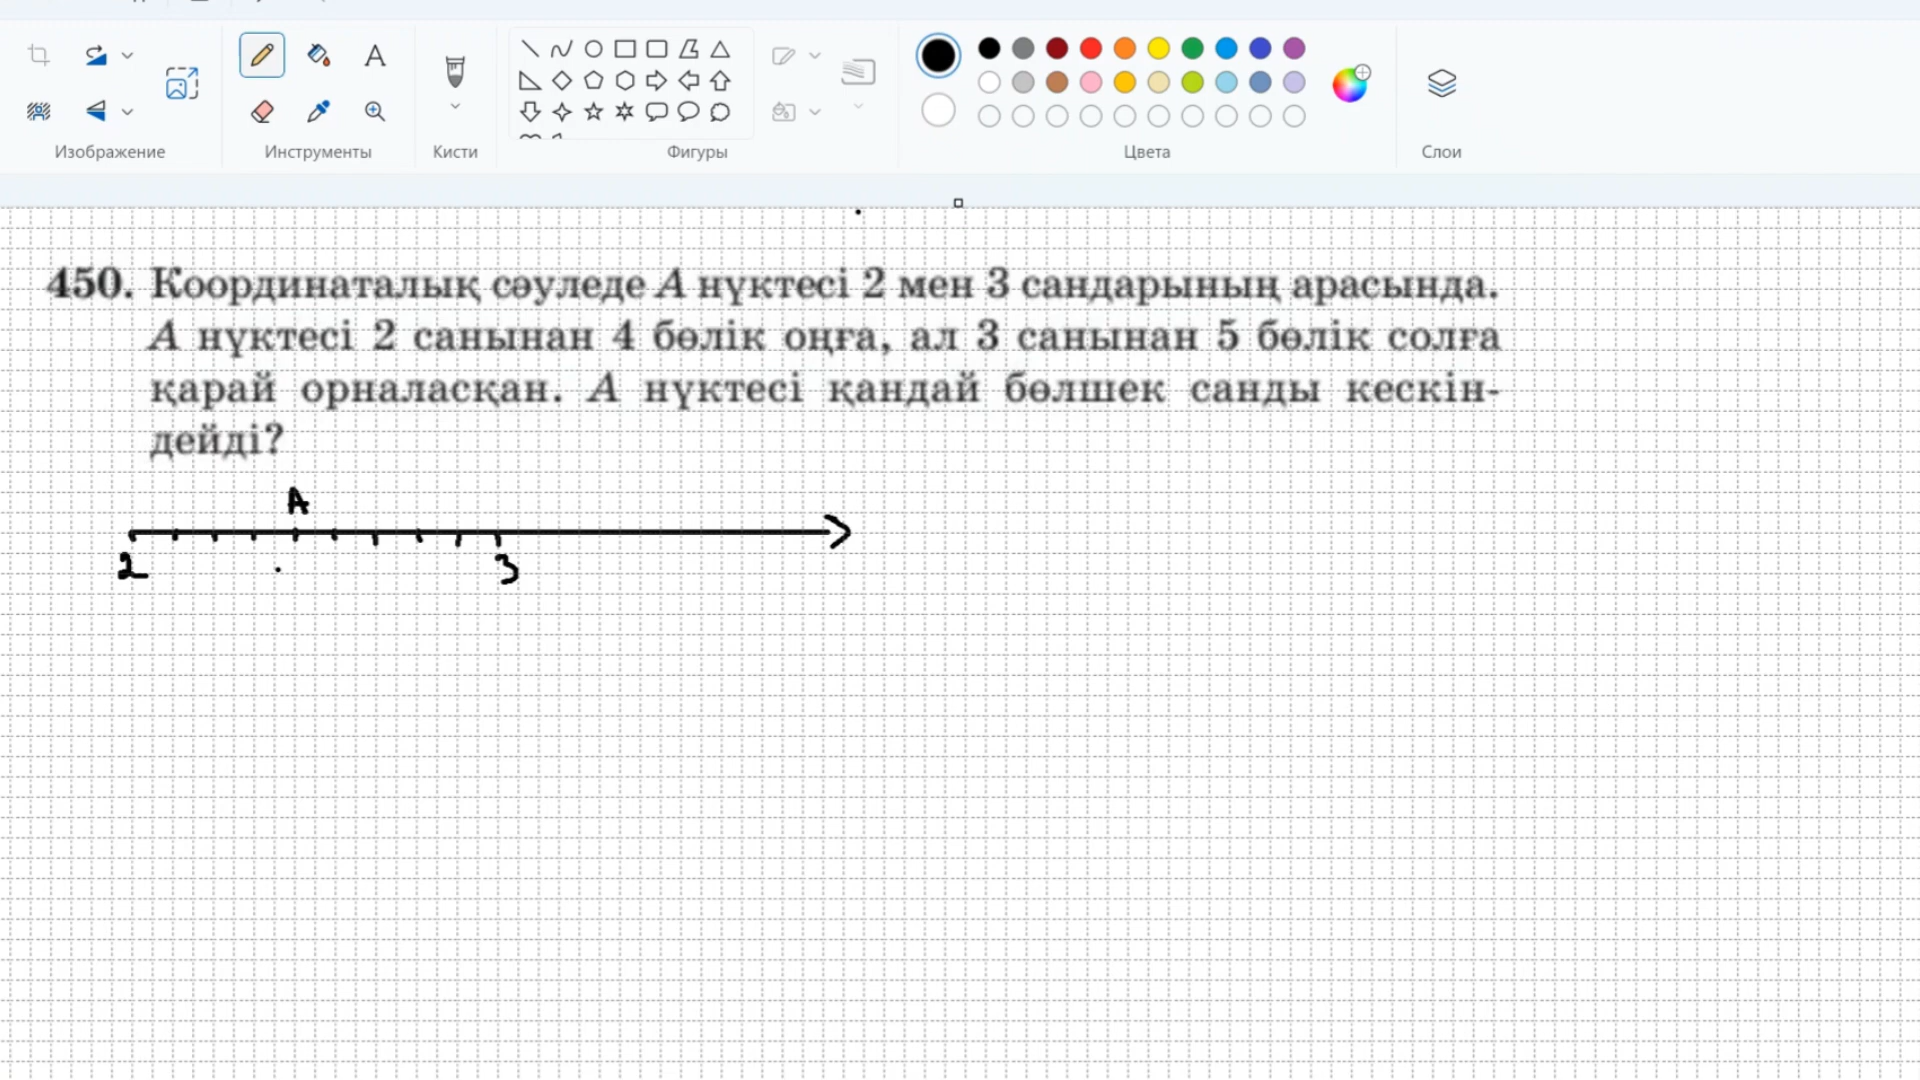 A
Изображение
Инструменты
Кисти
Фигуры
Цвета
Слои
450. Координаталық сәуледе A нүктесі 2 мен 3 сандарының арасында.
A нүктесі 2 санынан 4 бөлік оңға, ал 3 санынан 5 бөлік солға
қарай орналасқан. A нүктесі қандай бөлшек санды кескін-
дейді?
A
2 3